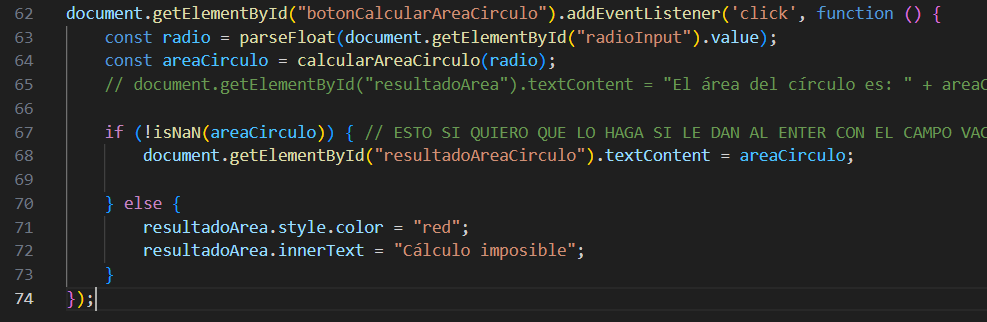 62 document.getElementById("botonCalcularAreaCirculo").addEventListener('click', function () {
63 const radio = parseFloat(document.getElementById("radioInput").value);
64 const areaCirculo = calcularAreaCirculo(radio);
65 // document.getElementById("resultadoArea").textContent = "El área del círculo es: " + area
66
67 if (!isNaN(areaCirculo)) { // ESTO SI QUIERO QUE LO HAGA SI LE DAN AL ENTER CON EL CAMPO VAC
68 document.getElementById("resultadoAreaCirculo").textContent = areaCirculo;
69
70 } else {
71 resultadoArea.style.color = "red";
72 resultadoArea.innerText = "Cálculo imposible";
73 }
74 });